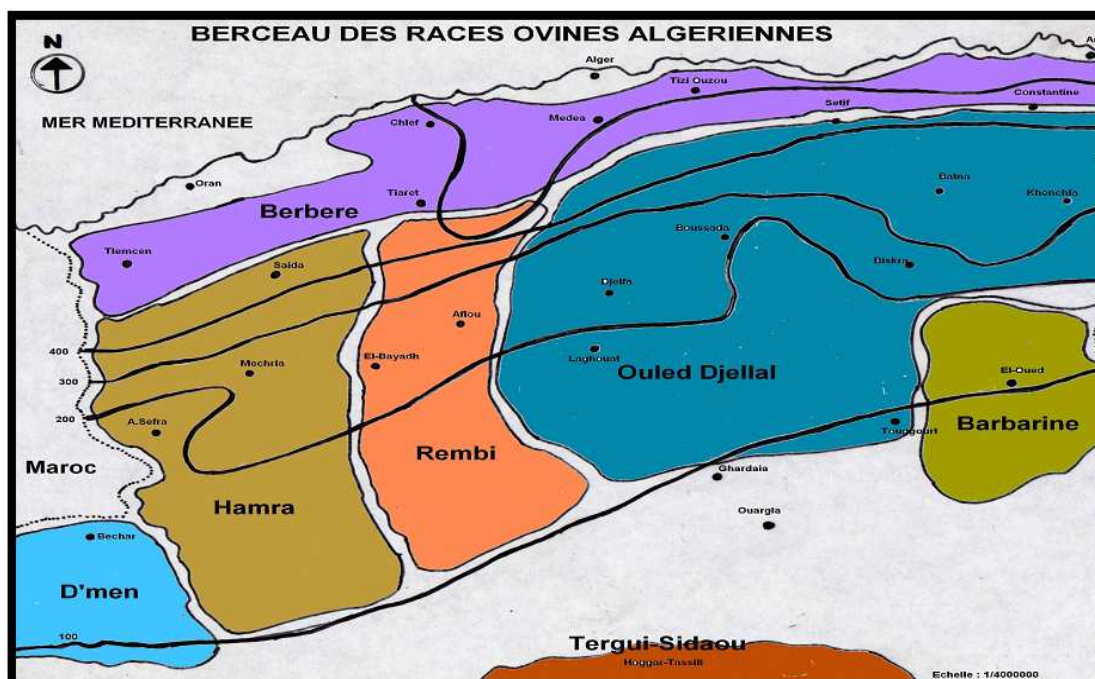 BERCEAU DES RACES OVINES ALGERIENNES
N
Alger
Tizi Ouzou
MER MEDITERRANEE
Chlef
Medea
Setif
Constantine
Oran
Tiaret
Berbere
Batna
Khenchla
Tlemcen
Saida
Boussada
Biskra
Djelfa
Aflou
400
300
200
Mechria
El-Bayadh
Laghouat
Ouled Djellal
El-Oued
A.Sefra
Touggourt
Barbarine
Maroc
Rembi
Ghardaia
Hamra
Ouargla
Bechar
D'men
100
Tergui-Sidaou
Hoggar-Tassili
Echelle : 1/4000000